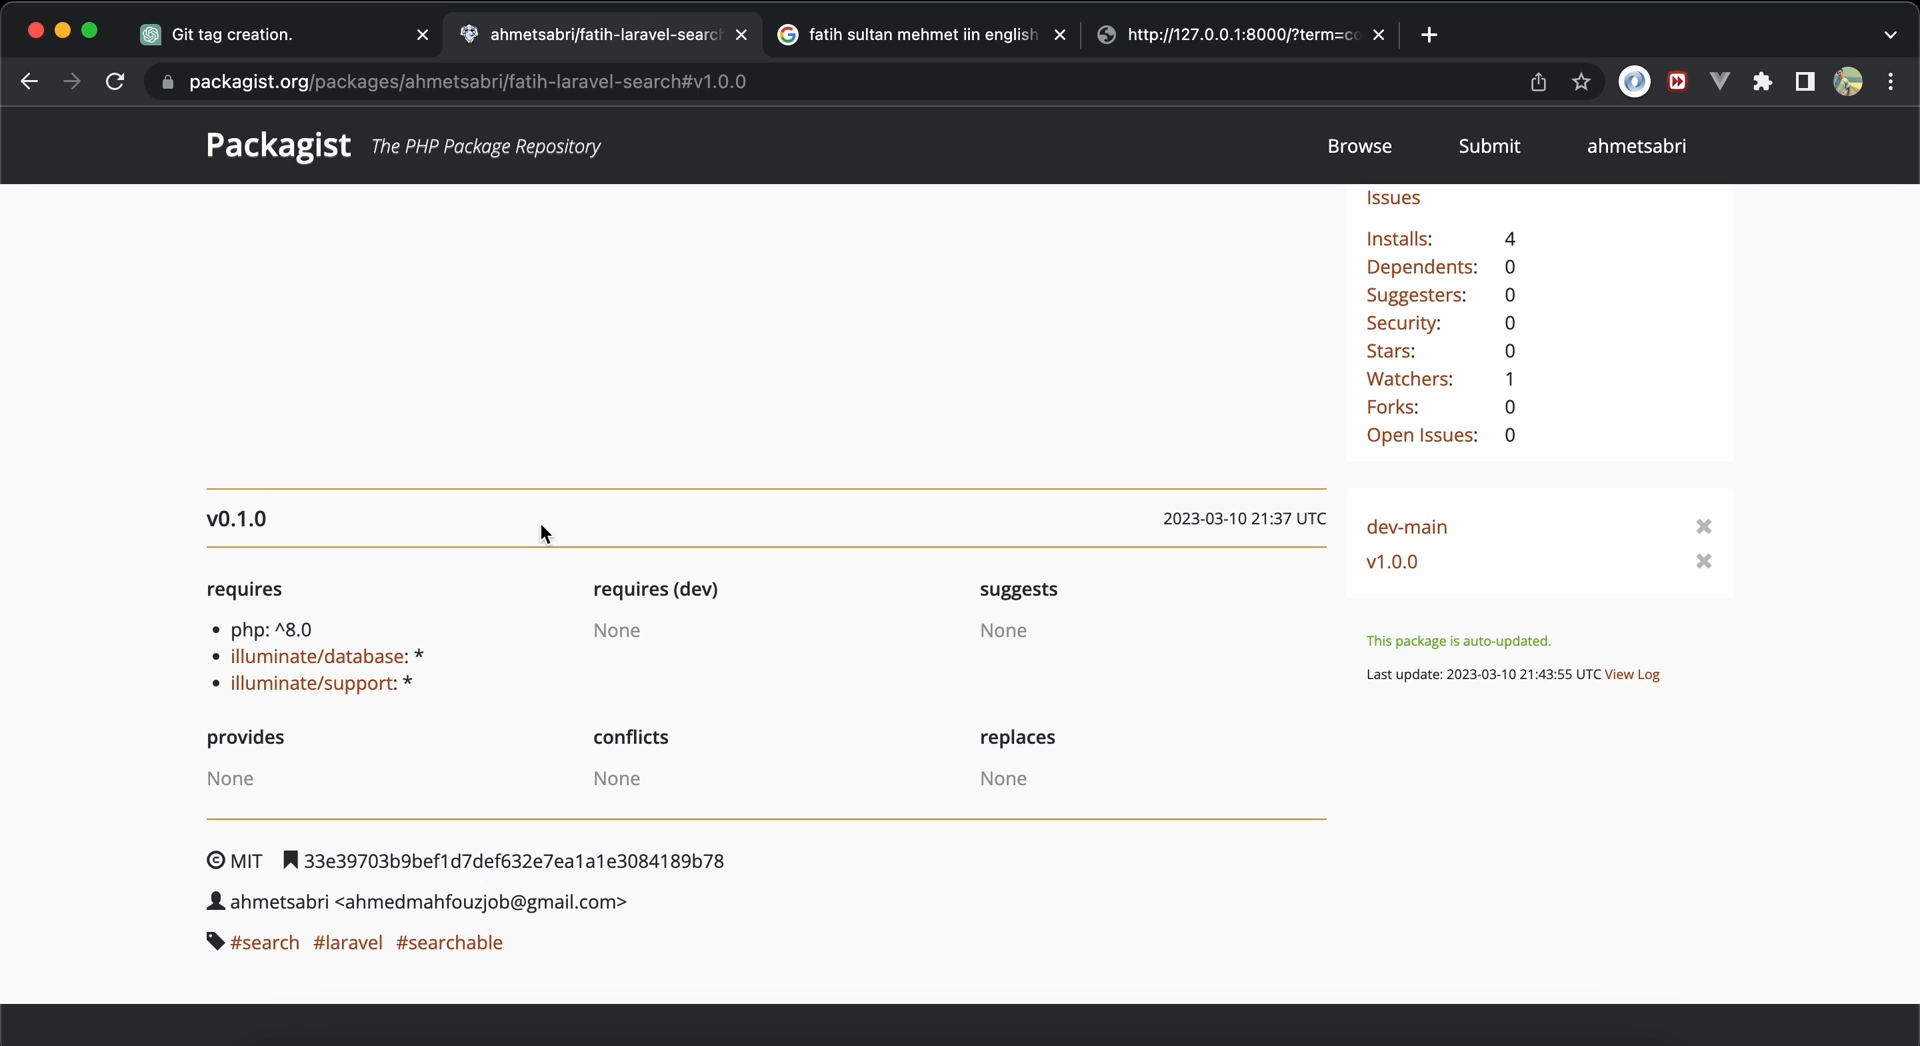 Git tag creation.
ahmetsabri/fatih-laravel-searc
fatih sultan mehmet iin english
http://127.0.0.1:8000/?term=co
packagist.org/packages/ahmetsabri/fatih-laravel-search#v1.0.0
Packagist The PHP Package Repository
Browse Submit ahmetsabri
Issues
Installs: 4
Dependents: 0
Suggesters: 0
Security: 0
Stars: 0
Watchers: 1
Forks: 0
Open Issues: 0
v0.1.0 2023-03-10 21:37 UTC
dev-main
v1.0.0
requires requires (dev) suggests
• php: ^8.0 None None
• illuminate/database: *
• illuminate/support: *
This package is auto-updated.
Last update: 2023-03-10 21:43:55 UTC View Log
provides conflicts replaces
None None None
MIT 33e39703b9bef1d7def632e7ea1a1e3084189b78
ahmetsabri <ahmedmahfouzjob@gmail.com>
#search #laravel #searchable